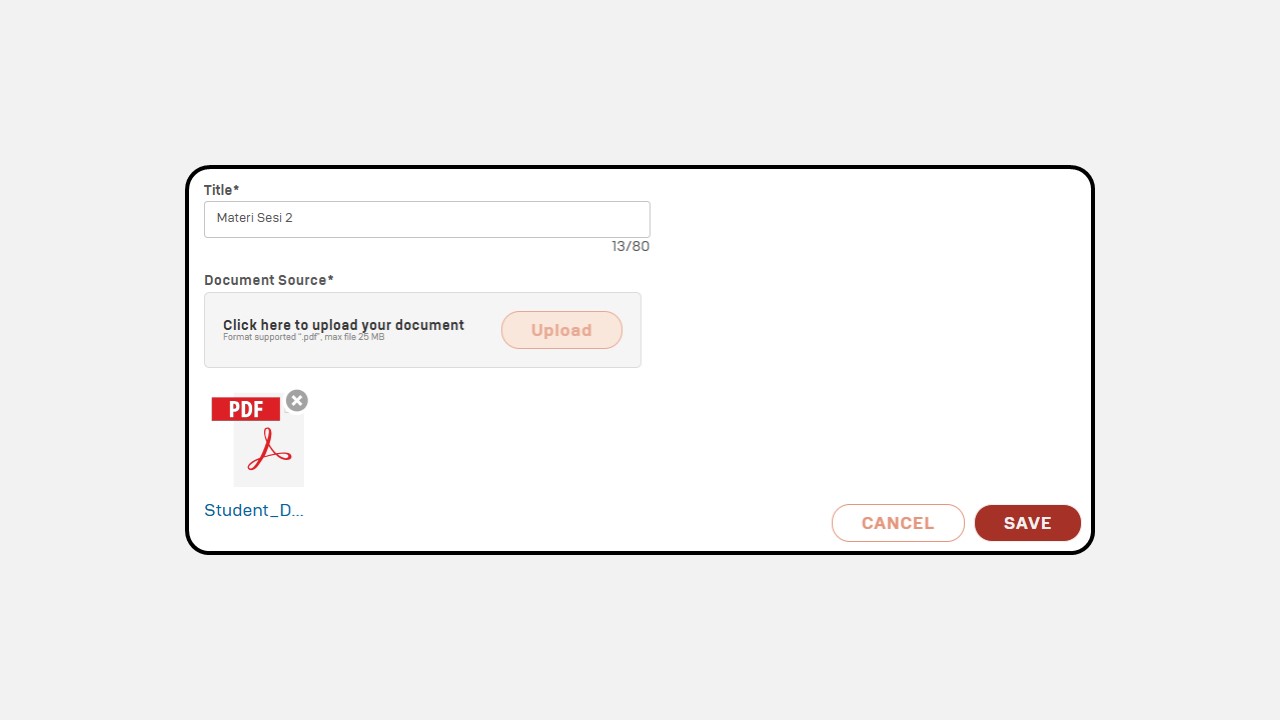 Title*
Materi Sesi 2
13/80
Document Source*
Click here to upload your document
Format supported ".pdf", max file 25 MB
Upload
PDF
Student_D...
CANCEL
SAVE